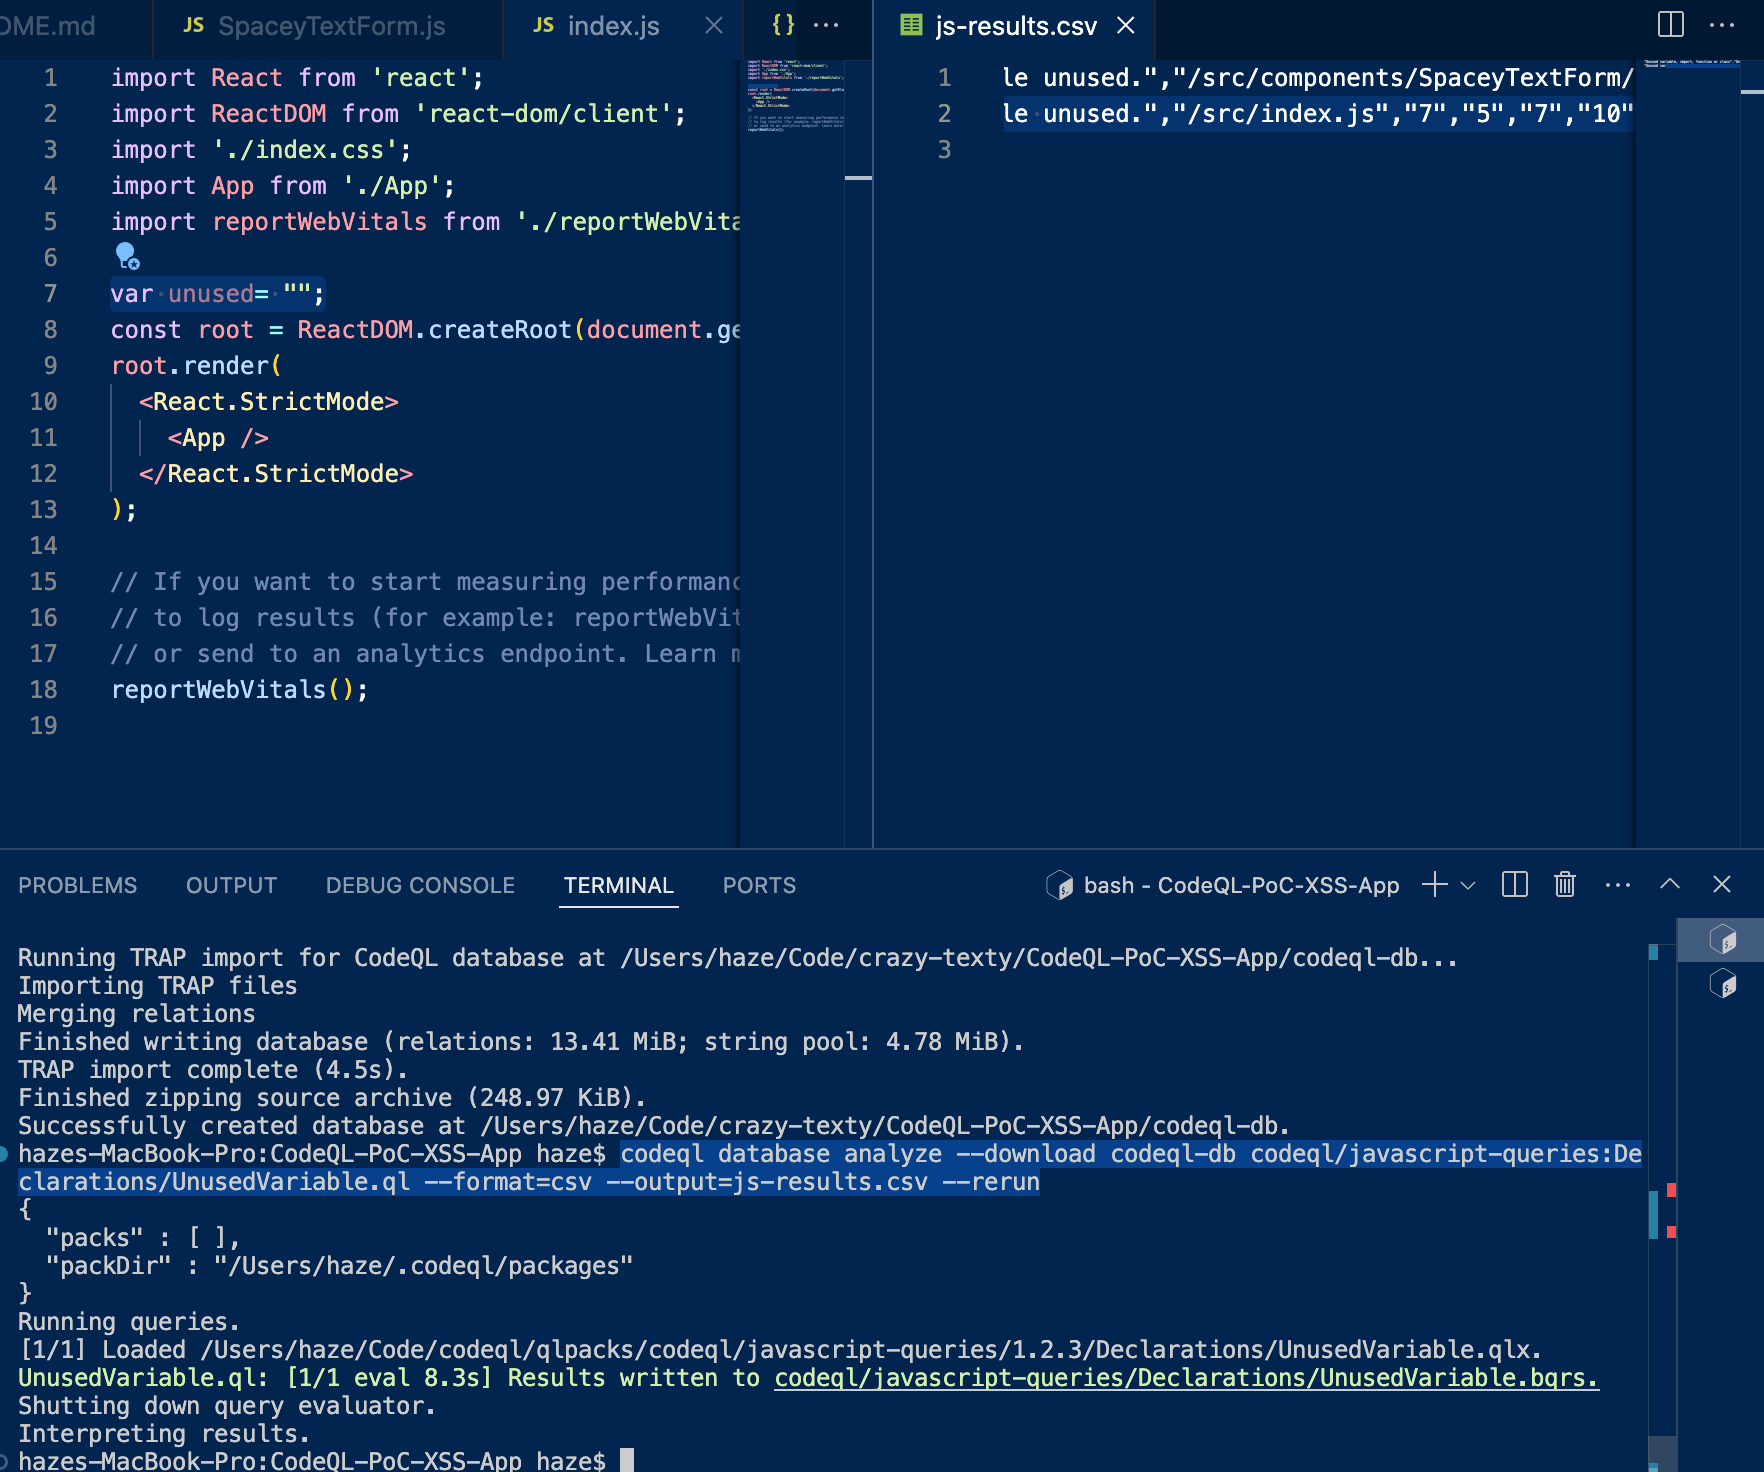 DME.md
JS SpaceyTextForm.js
JS index.js
{} ...
js-results.csv
1 import React from 'react';
2 import ReactDOM from 'react-dom/client';
3 import './index.css';
4 import App from './App';
5 import reportWebVitals from './reportWebVita
6
7 var unused= "";
8 const root = ReactDOM.createRoot(document.ge
9 root.render(
10 <React.StrictMode>
11 <App />
12 </React.StrictMode>
13 );
14
15 // If you want to start measuring performanc
16 // to log results (for example: reportWebVit
17 // or send to an analytics endpoint. Learn m
18 reportWebVitals();
19
1 le unused.","/src/components/SpaceyTextForm/
2 le unused.","/src/index.js","7","5","7","10"
3
PROBLEMS OUTPUT DEBUG CONSOLE TERMINAL PORTS
bash - CodeQL-PoC-XSS-App
Running TRAP import for CodeQL database at /Users/haze/Code/crazy-texty/CodeQL-PoC-XSS-App/codeql-db...
Importing TRAP files
Merging relations
Finished writing database (relations: 13.41 MiB; string pool: 4.78 MiB).
TRAP import complete (4.5s).
Finished zipping source archive (248.97 KiB).
Successfully created database at /Users/haze/Code/crazy-texty/CodeQL-PoC-XSS-App/codeql-db.
hazes-MacBook-Pro:CodeQL-PoC-XSS-App haze$ codeql database analyze --download codeql-db codeql/javascript-queries:De
clarations/UnusedVariable.ql --format=csv --output=js-results.csv --rerun
{
"packs" : [ ],
"packDir" : "/Users/haze/.codeql/packages"
}
Running queries.
[1/1] Loaded /Users/haze/Code/codeql/qlpacks/codeql/javascript-queries/1.2.3/Declarations/UnusedVariable.qlx.
UnusedVariable.ql: [1/1 eval 8.3s] Results written to codeql/javascript-queries/Declarations/UnusedVariable.bqrs.
Shutting down query evaluator.
Interpreting results.
hazes-MacBook-Pro:CodeQL-PoC-XSS-App haze$